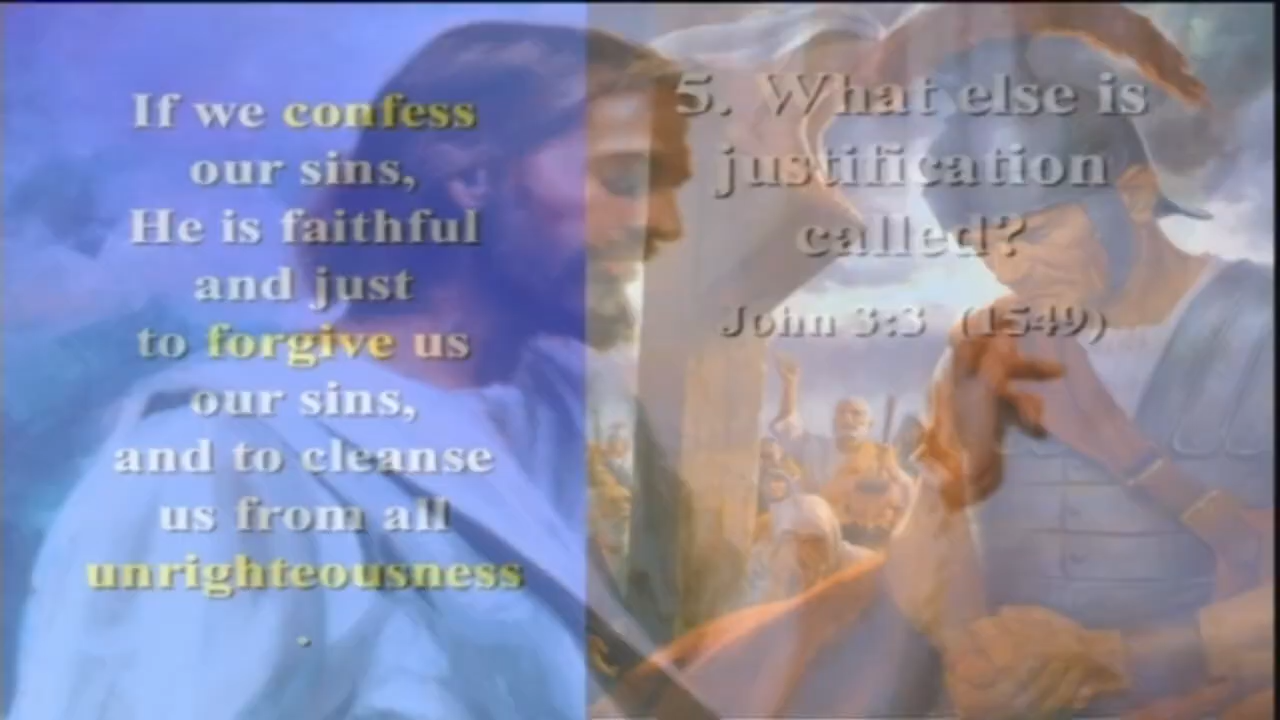 If we confess
our sins,
He is faithful
and just
to forgive us
our sins,
and to cleanse
us from all
unrighteousness
.
5. What else is
justification
called?
John 3:3 (1549)